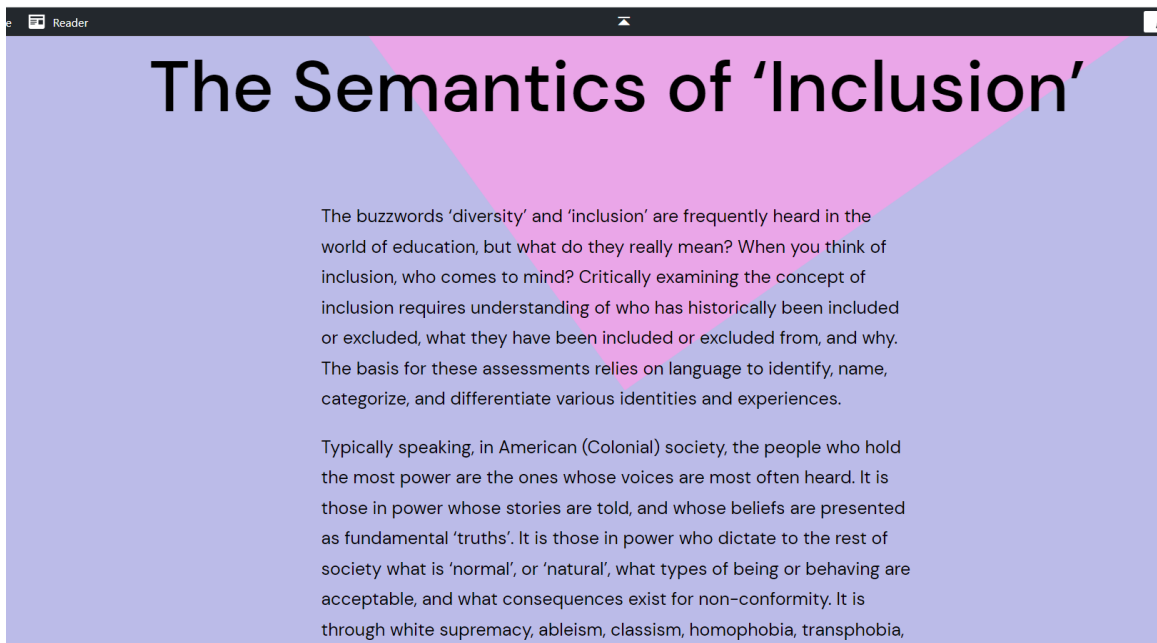 e Reader
The Semantics of ‘Inclusion’
The buzzwords ‘diversity’ and ‘inclusion’ are frequently heard in the
world of education, but what do they really mean? When you think of
inclusion, who comes to mind? Critically examining the concept of
inclusion requires understanding of who has historically been included
or excluded, what they have been included or excluded from, and why.
The basis for these assessments relies on language to identify, name,
categorize, and differentiate various identities and experiences.
Typically speaking, in American (Colonial) society, the people who hold
the most power are the ones whose voices are most often heard. It is
those in power whose stories are told, and whose beliefs are presented
as fundamental ‘truths’. It is those in power who dictate to the rest of
society what is ‘normal’, or ‘natural’, what types of being or behaving are
acceptable, and what consequences exist for non-conformity. It is
through white supremacy, ableism, classism, homophobia, transphobia,